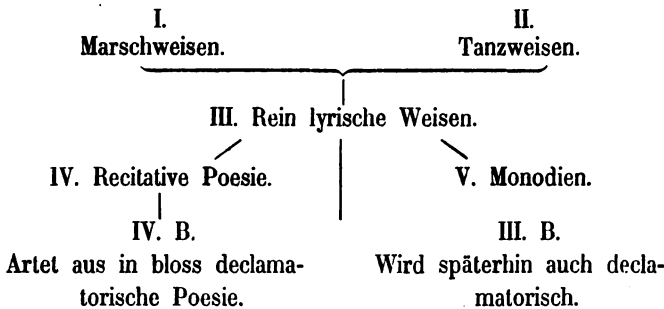 I.
Marschweisen.
II.
Tanzweisen.
III. Rein lyrische Weisen.
IV. Recitative Poesie.
V. Monodien.
IV. B.
Artet aus in bloss declama-
torische Poesie.
III. B.
Wird späterhin auch decla-
matorisch.